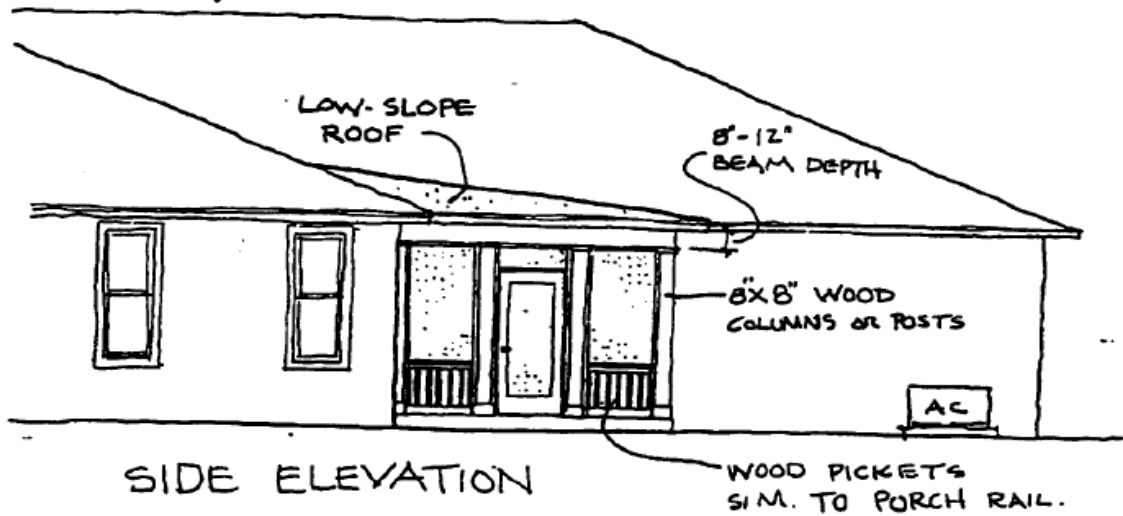 LOW-SLOPE
ROOF
8"-12"
BEAM DEPTH
8"X8" WOOD
COLUMNS OR POSTS
AC
WOOD PICKETS
SIM. TO PORCH RAIL.
SIDE ELEVATION